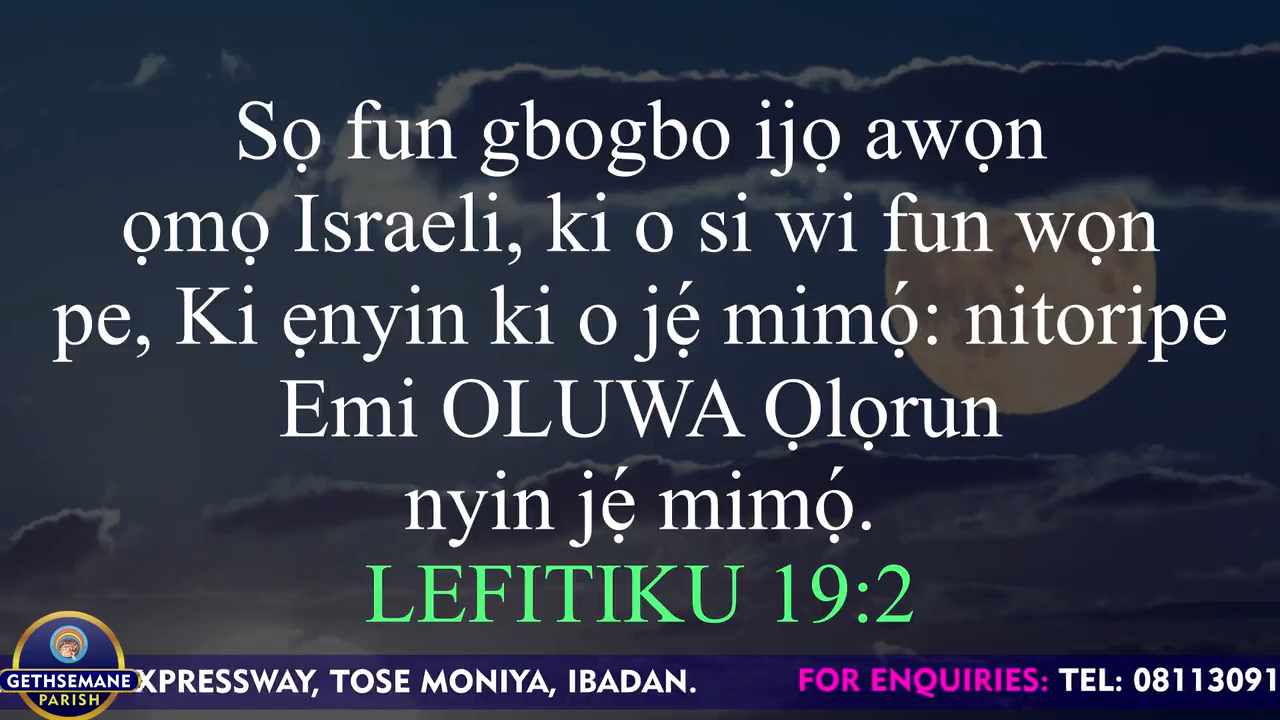 Sọ fun gbogbo ijọ awọn
ọmọ Israeli, ki o si wi fun wọn
pe, Ki ẹnyin ki o jẹ́ mimọ́: nitoripe
Emi OLUWA Ọlọrun
nyin jẹ́ mimọ́.
LEFITIKU 19:2
GETHSEMANE
PARISH
XPRESSWAY, TOSE MONIYA, IBADAN.
FOR ENQUIRIES: TEL: 08113091